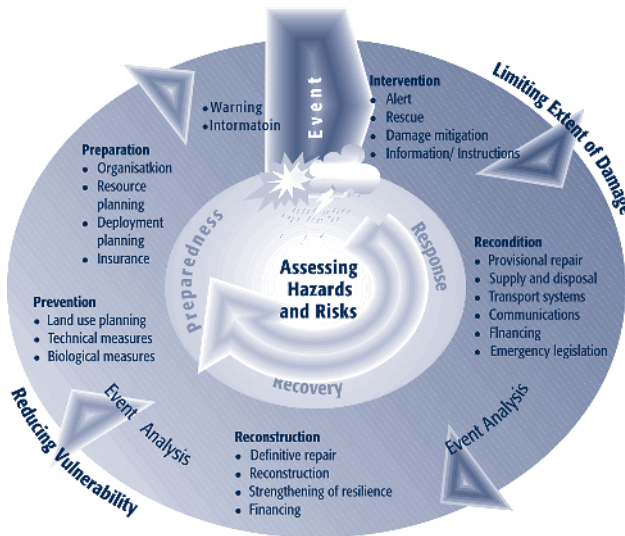 Event
• Warning
• Intormatoin
Intervention
• Alert
• Rescue
• Damage mitigation
• Information/ Instructions
Limiting Extent of Damage
Preparation
• Organisatkion
• Resource
planning
• Deployment
planning
• Insurance
Preparedness
Response
Recovery
Assessing
Hazards
and Risks
Recondition
• Provisional repair
• Supply and disposal
• Transport systems
• Communications
• FInancing
• Emergency legislation
Prevention
• Land use planning
• Technical measures
• Biological measures
Event Analysis
Event Analysis
Reducing Vulnerability
Reconstruction
• Definitive repair
• Reconstruction
• Strengthening of resilience
• Financing